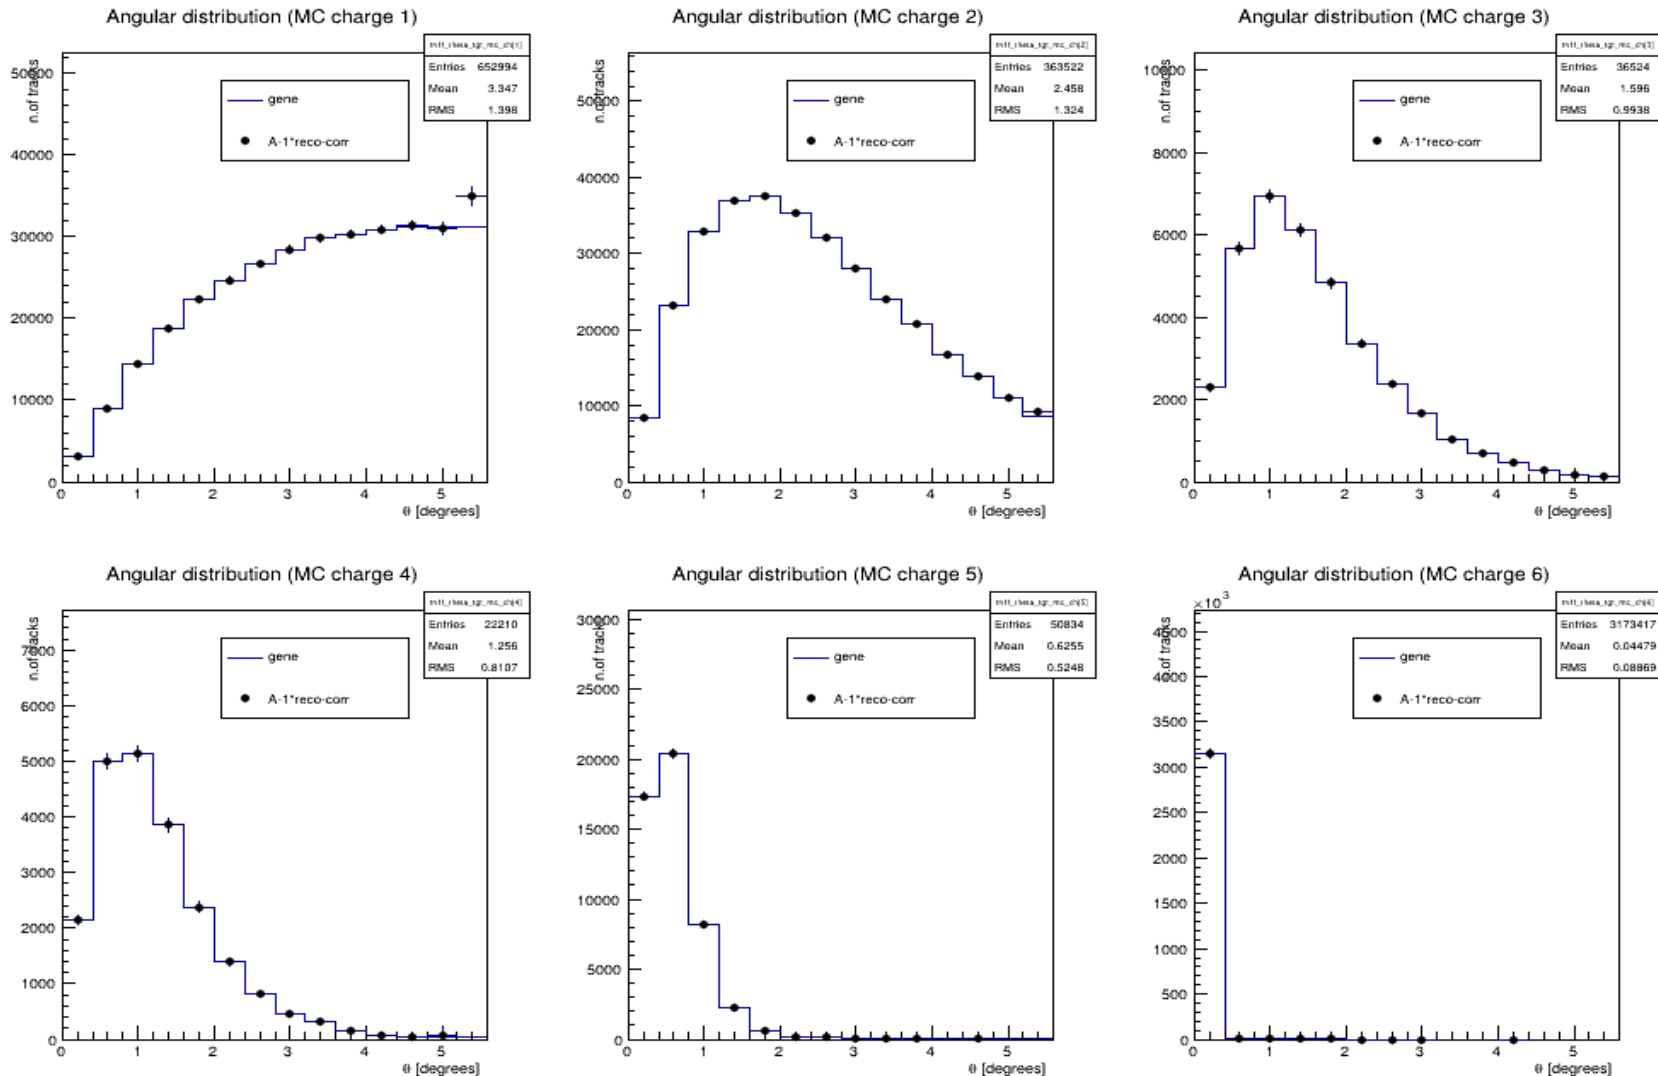 Angular distribution (MC charge 1)
n.of tracks
Entries 652994
Mean 3.347
RMS 1.398
gene
A-1*reco-corr
50000
40000
30000
20000
10000
0
0 1 2 3 4 5
θ [degrees]
Angular distribution (MC charge 2)
n.of tracks
Entries 363522
Mean 2.458
RMS 1.324
gene
A-1*reco-corr
50000
40000
30000
20000
10000
0
0 1 2 3 4 5
θ [degrees]
Angular distribution (MC charge 3)
n.of tracks
Entries 36524
Mean 1.596
RMS 0.9938
gene
A-1*reco-corr
10000
8000
6000
4000
2000
0
0 1 2 3 4 5
θ [degrees]
Angular distribution (MC charge 4)
n.of tracks
Entries 22210
Mean 1.256
RMS 0.8107
gene
A-1*reco-corr
7000
6000
5000
4000
3000
2000
1000
0
0 1 2 3 4 5
θ [degrees]
Angular distribution (MC charge 5)
n.of tracks
Entries 50834
Mean 0.6255
RMS 0.5248
gene
A-1*reco-corr
30000
25000
20000
15000
10000
5000
0
0 1 2 3 4 5
θ [degrees]
Angular distribution (MC charge 6)
×10³
n.of tracks
Entries 3173417
Mean 0.04479
RMS 0.08869
gene
A-1*reco-corr
4500
4000
3500
3000
2500
2000
1500
1000
500
0
0 1 2 3 4 5
θ [degrees]